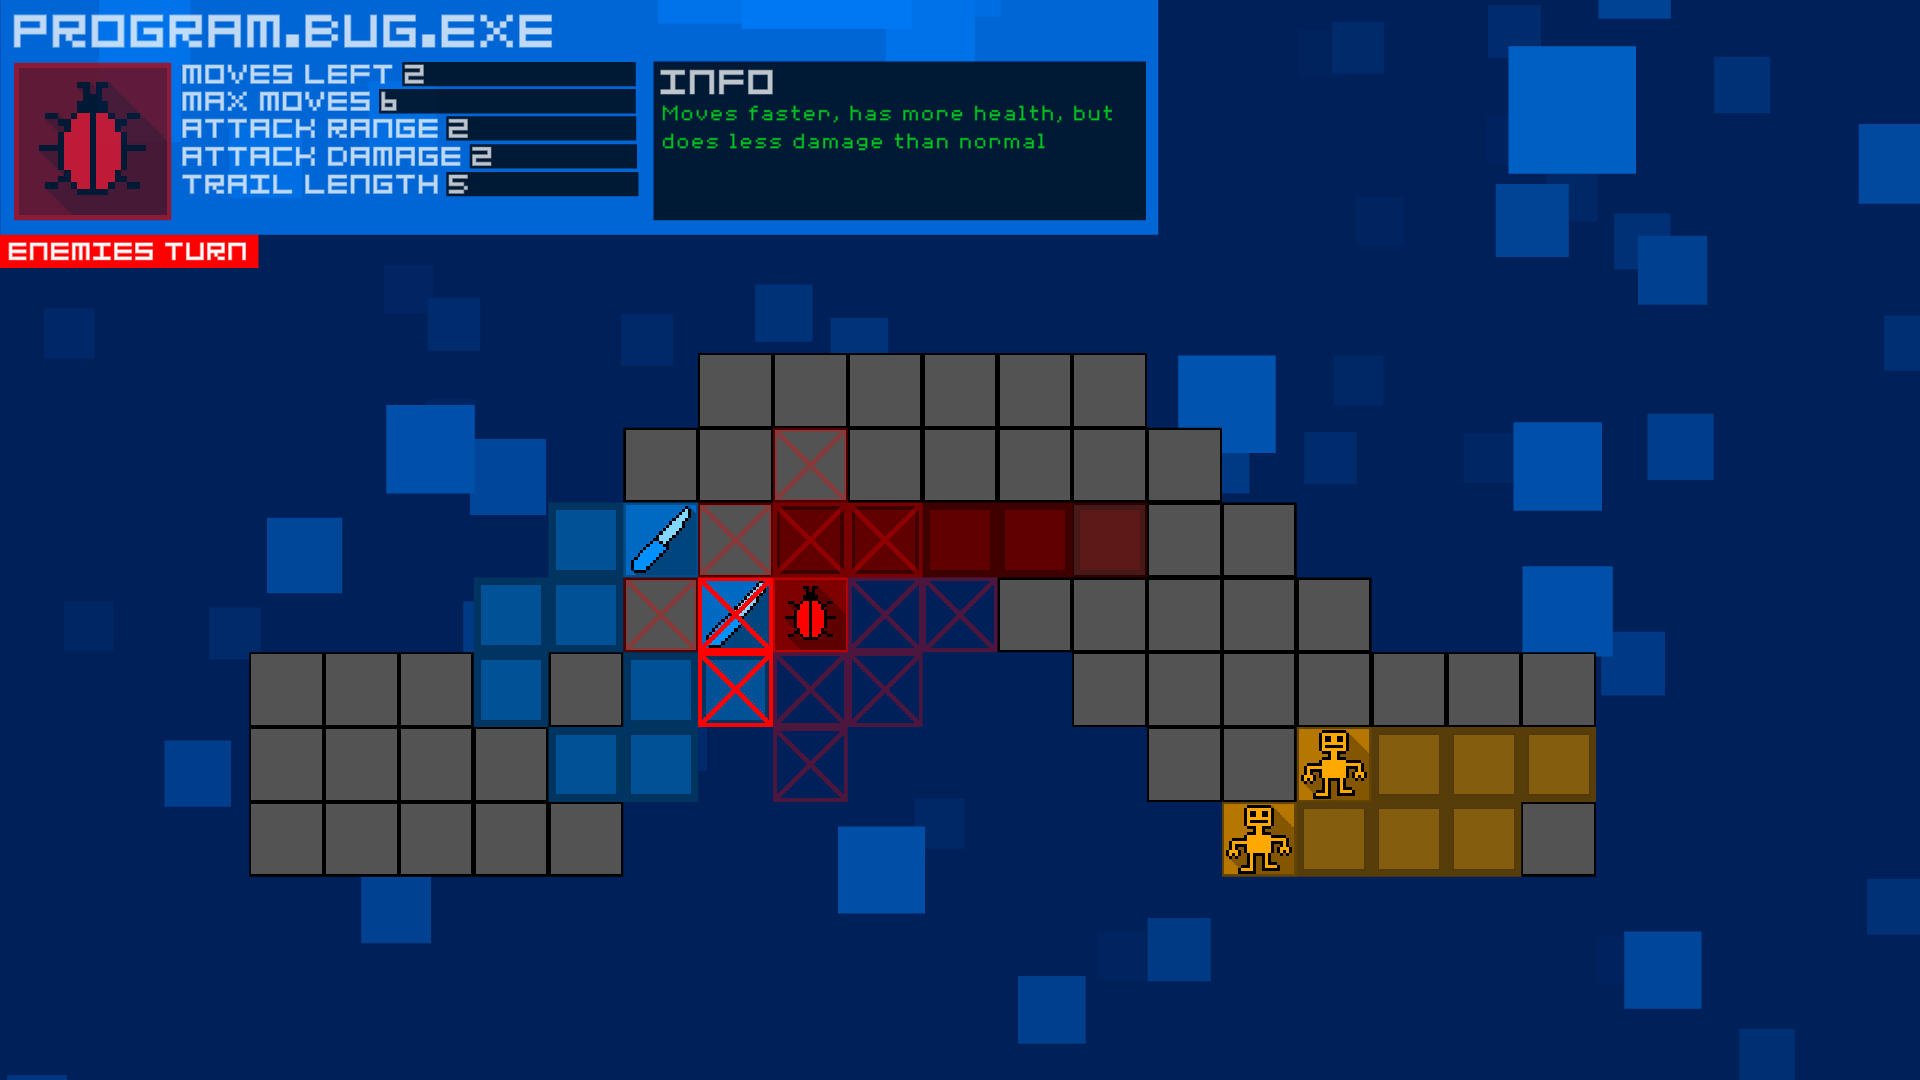 PROGRAM.BUG.EXE
MOVES LEFT 2
MAX MOVES 6
ATTACK RANGE 2
ATTACK DAMAGE 2
TRAIL LENGTH 5
INFO
Moves faster, has more health, but
does less damage than normal
ENEMIES TURN